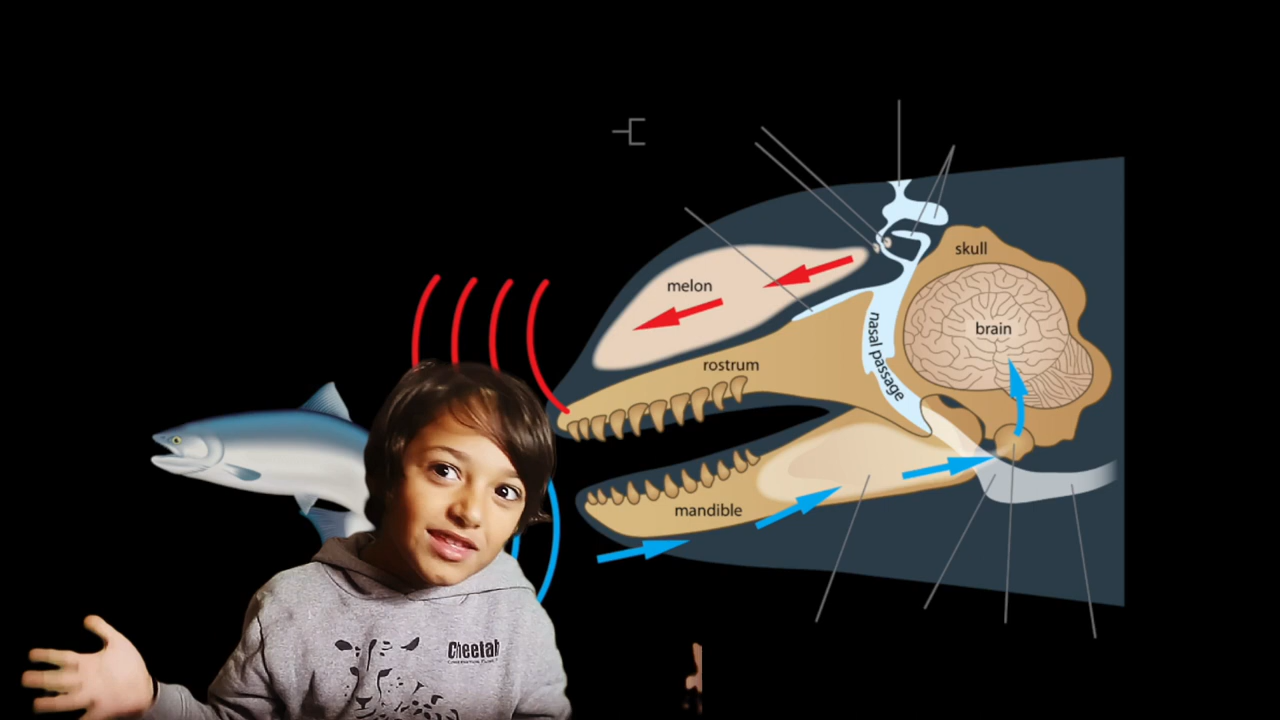 skull
melon
brain
nasal passage
rostrum
mandible
Cheetah